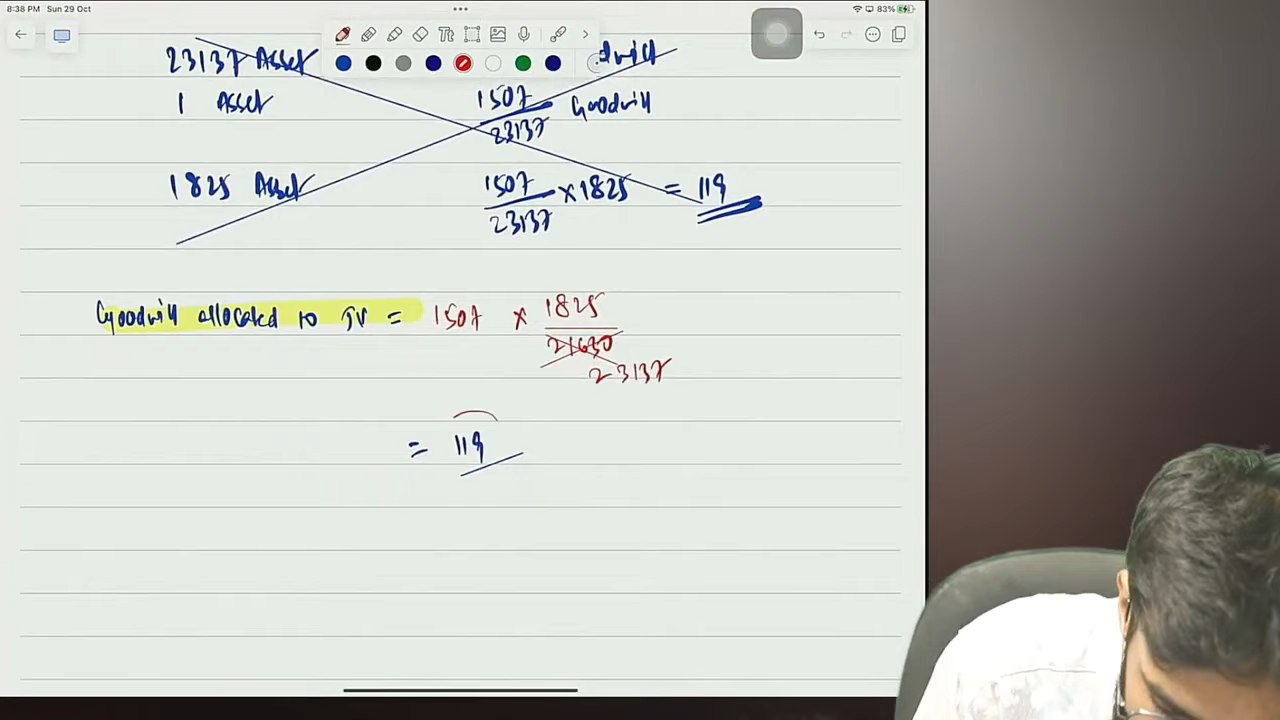 8:38 PM Sun 29 Oct
83%
23137 Asset
1 Asset 1507/23137 Goodwill
1825 Asset 1507/23137 × 1825 = 119
Goodwill allocated to JV = 1507 × 1825/21630
23137
= 119